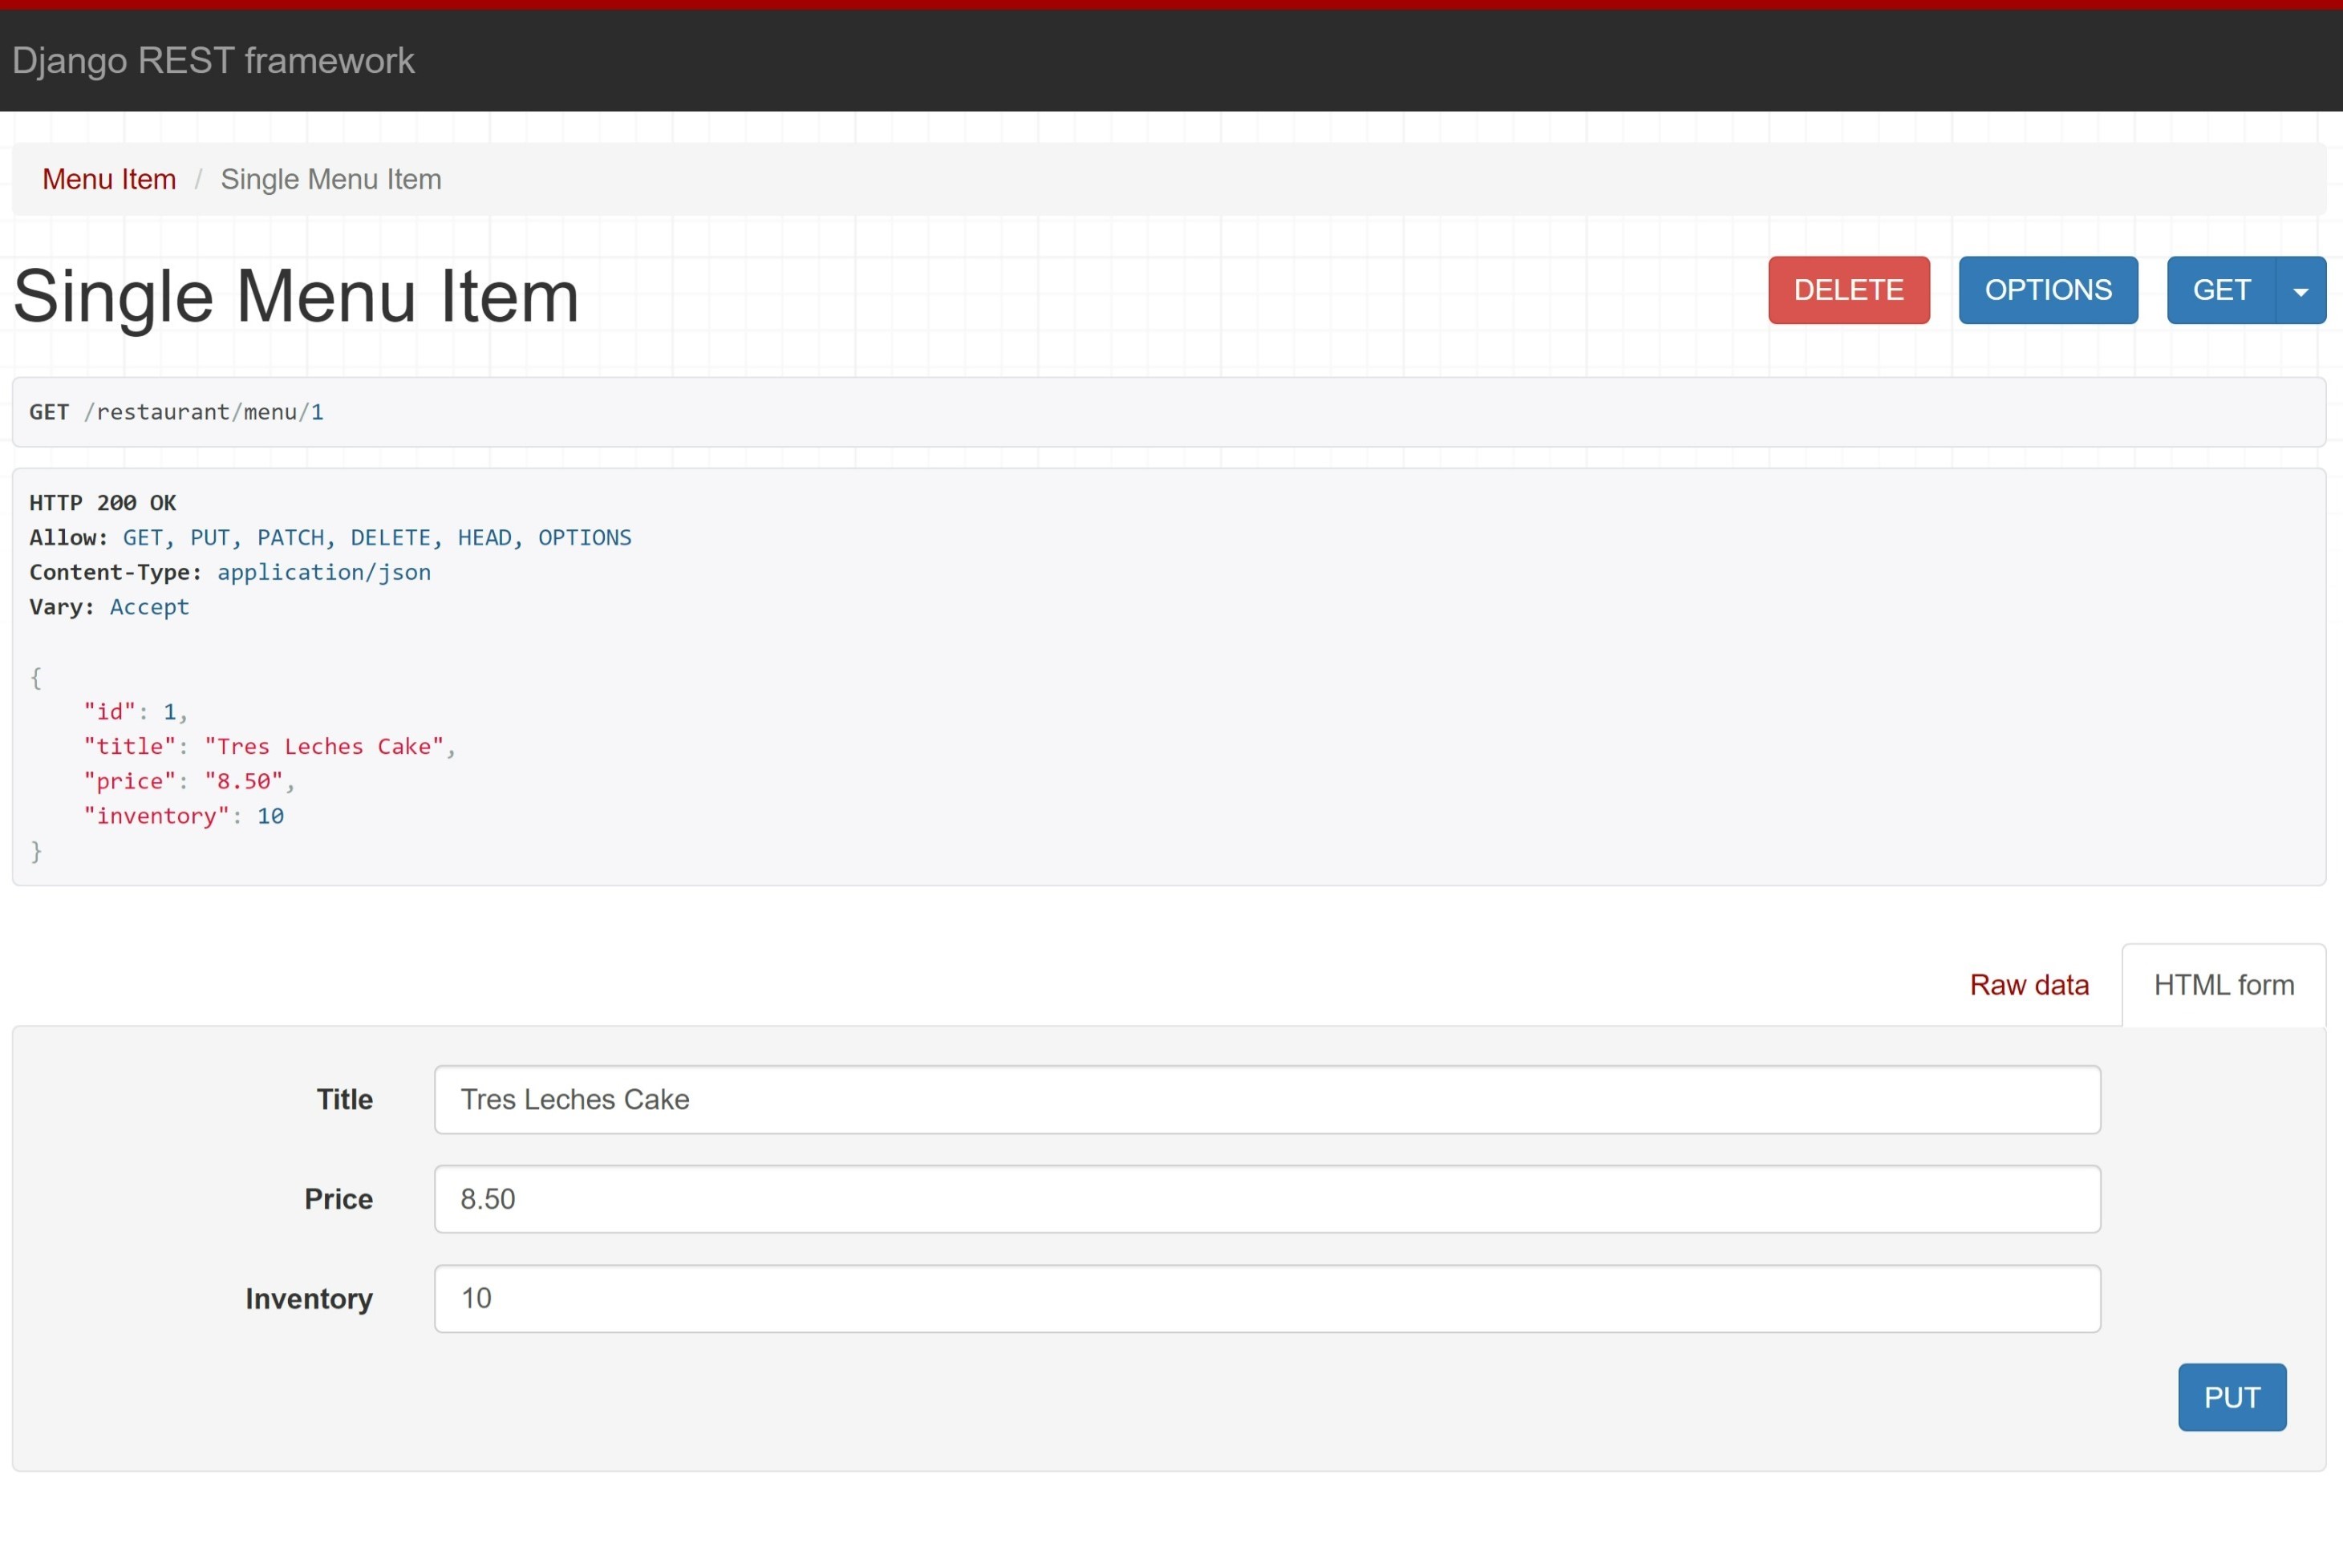 Django REST framework
Menu Item / Single Menu Item
Single Menu Item
DELETE OPTIONS GET
GET /restaurant/menu/1
HTTP 200 OK
Allow: GET, PUT, PATCH, DELETE, HEAD, OPTIONS
Content-Type: application/json
Vary: Accept
{
    "id": 1,
    "title": "Tres Leches Cake",
    "price": "8.50",
    "inventory": 10
}
Raw data HTML form
Title Tres Leches Cake
Price 8.50
Inventory 10
PUT